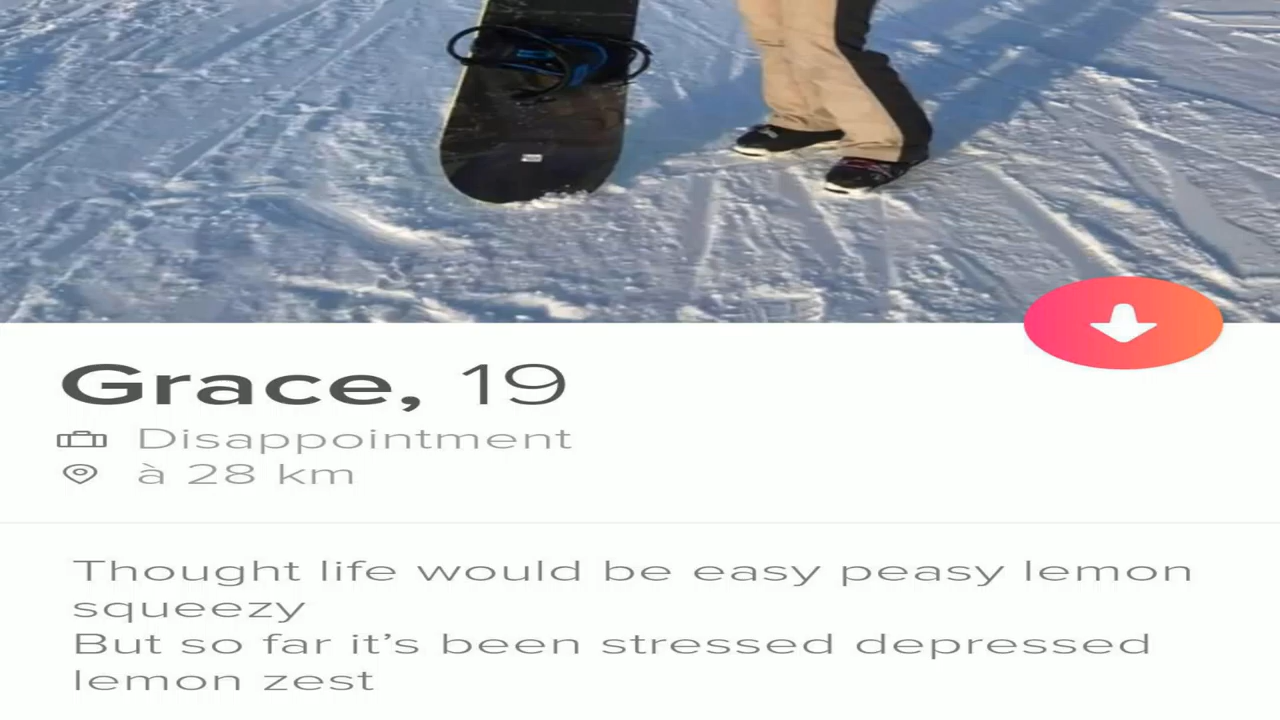 Grace, 19
Disappointment
à 28 km
Thought life would be easy peasy lemon
squeezy
But so far it’s been stressed depressed
lemon zest